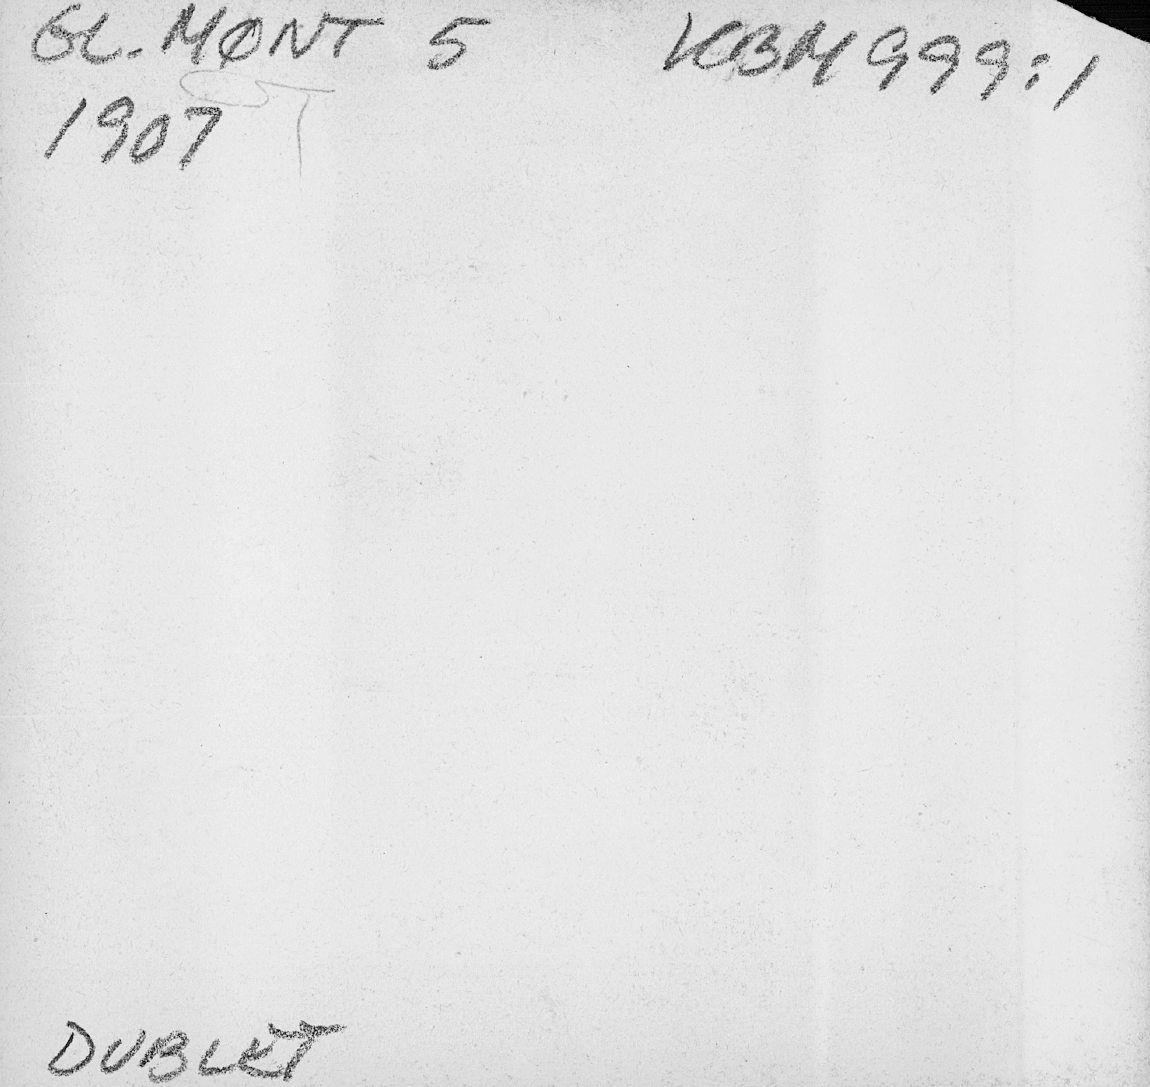 GL. MØNT 5 KBM 999:1
1907
DUBLET